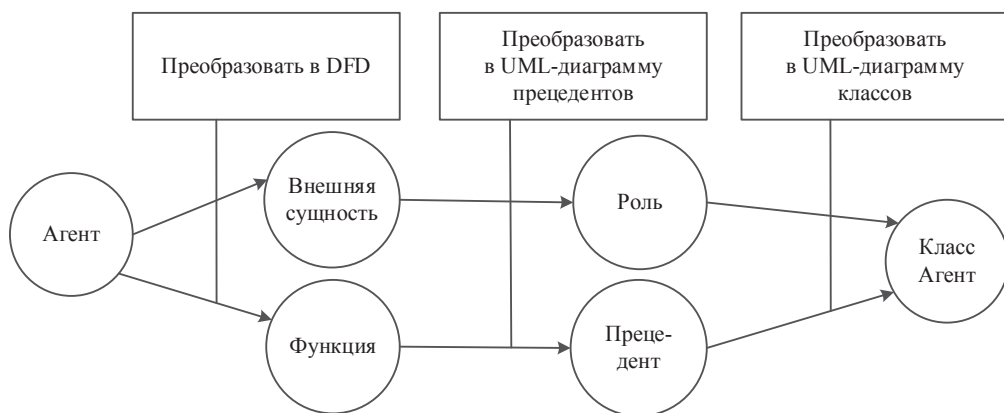 Преобразовать в DFD
Преобразовать
в UML-диаграмму
прецедентов
Преобразовать
в UML-диаграмму
классов
Агент
Внешняя
сущность
Роль
Класс
Агент
Функция
Преце-
дент